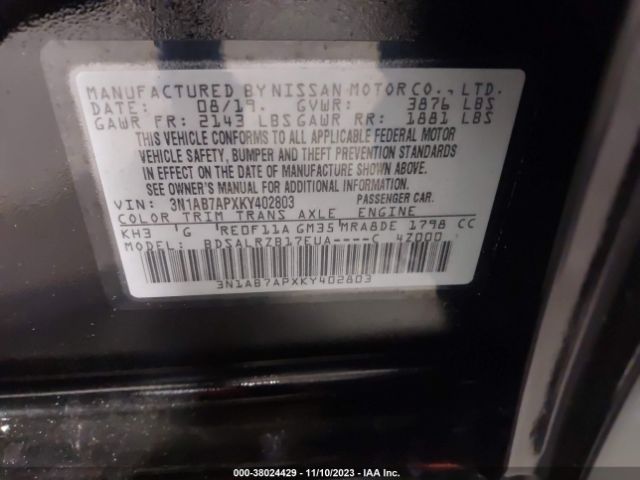 MANUFACTURED BY NISSAN MOTOR CO., LTD.
DATE: 08/19. GVWR: 3876 LBS
GAWR FR: 2143 LBS GAWR RR: 1881 LBS
THIS VEHICLE CONFORMS TO ALL APPLICABLE FEDERAL MOTOR
VEHICLE SAFETY, BUMPER AND THEFT PREVENTION STANDARDS
IN EFFECT ON THE DATE OF MANUFACTURE SHOWN ABOVE.
SEE OWNER'S MANUAL FOR ADDITIONAL INFORMATION.
VIN: 3N1AB7APXKY402803 PASSENGER CAR.
COLOR TRIM TRANS AXLE ENGINE
KH3 G RE0F11A GM35 MRA8DE 1798 CC
MODEL: BDSALRZB17EUA----C 4Z000
3N1AB7APXKY402803
000-38024429 - 11/10/2023 - IAA Inc.